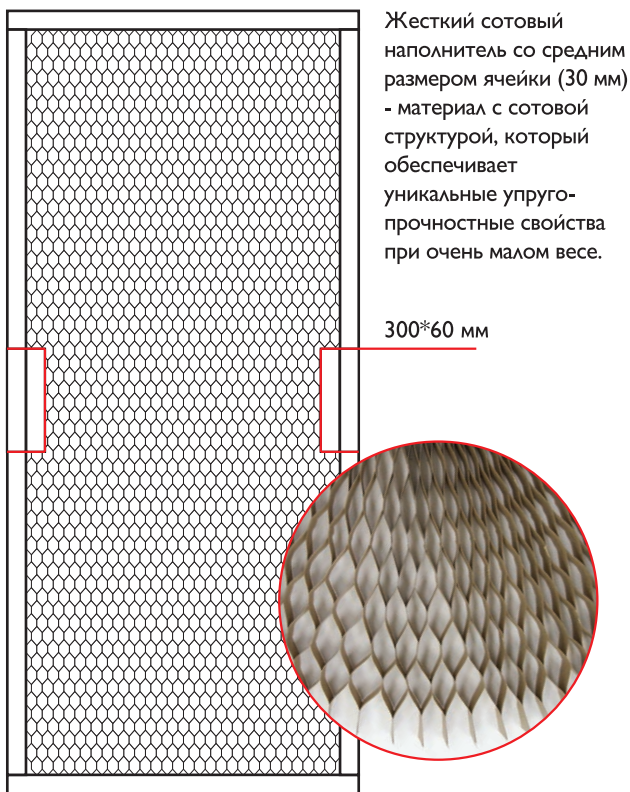 Жесткий сотовый
наполнитель со средним
размером ячейки (30 мм)
- материал с сотовой
структурой, который
обеспечивает
уникальные упруго-
прочностные свойства
при очень малом весе.
300*60 мм